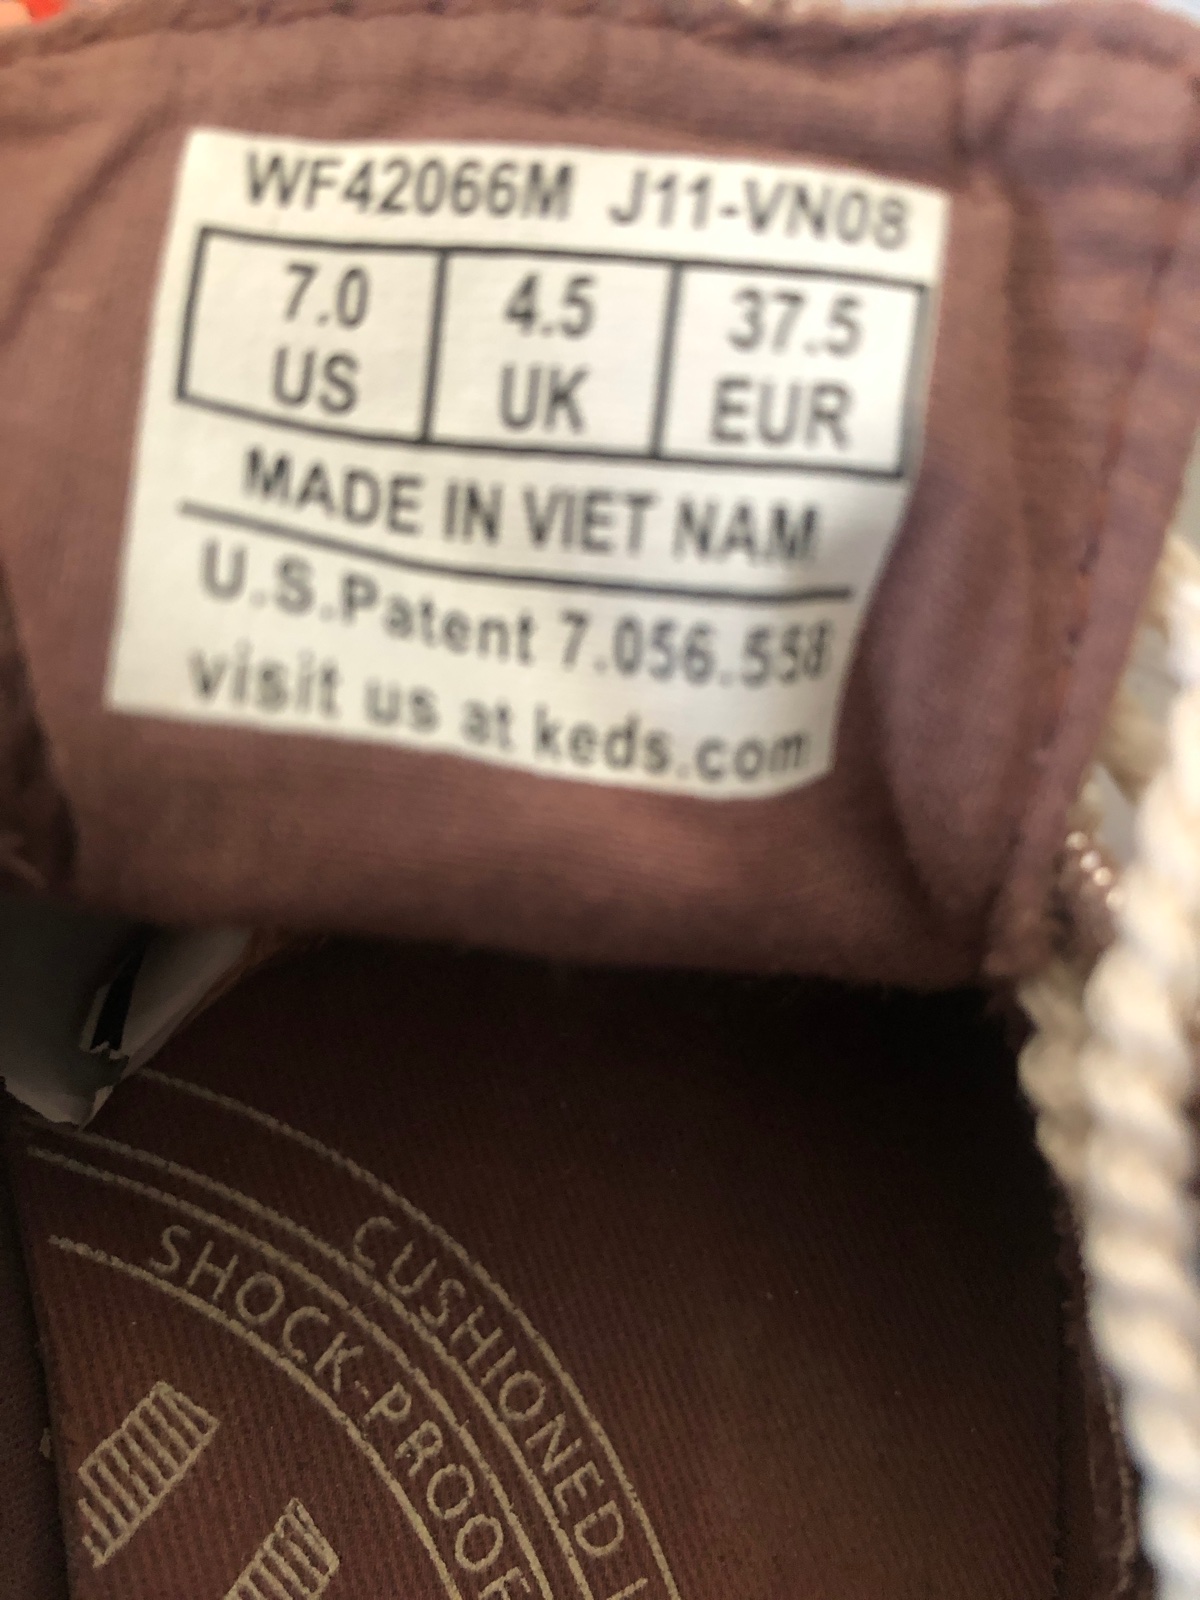 WF42066M J11-VN08
7.0 4.5 37.5
US UK EUR
MADE IN VIET NAM
U.S.Patent 7.056.558
visit us at keds.com
CUSHIONED
SHOCK-PROOF